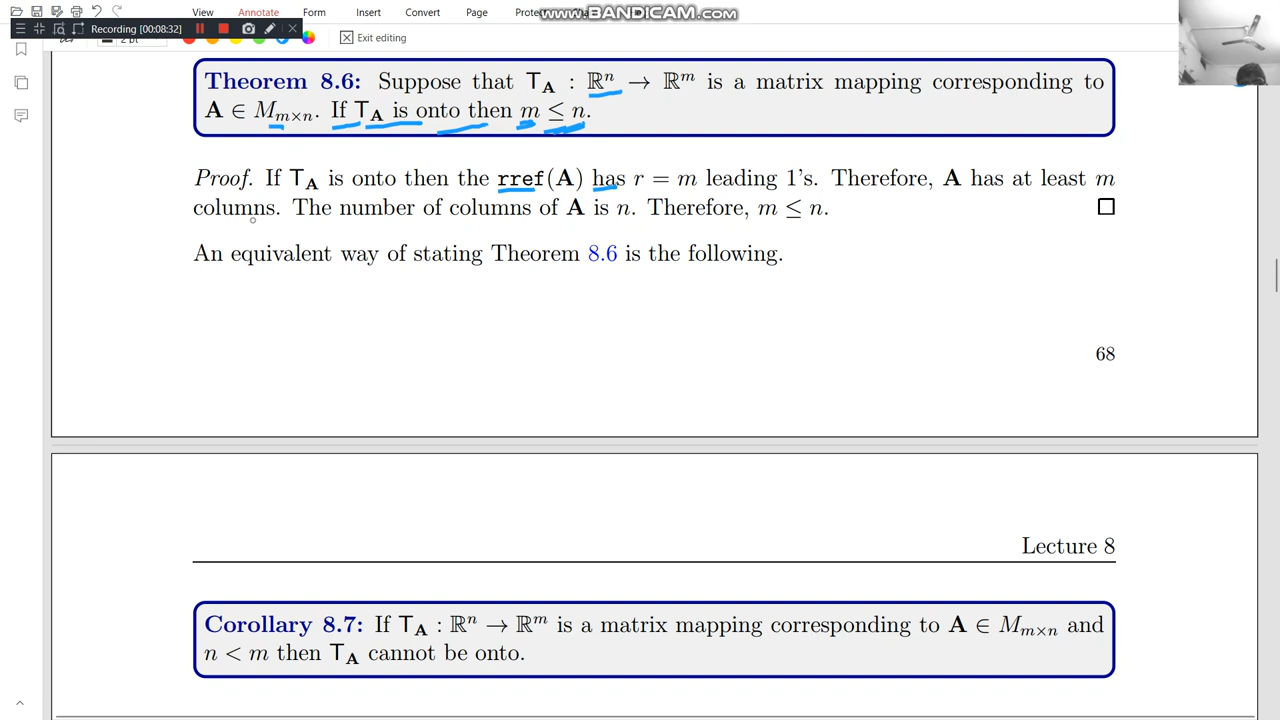 View Annotate Form Insert Convert Page
www.BANDICAM.com
Recording [00:08:32]
Exit editing
Theorem 8.6: Suppose that T_A : ℝⁿ → ℝᵐ is a matrix mapping corresponding to
A ∈ M_{m×n}. If T_A is onto then m ≤ n.
Proof. If T_A is onto then the rref(A) has r = m leading 1's. Therefore, A has at least m
columns. The number of columns of A is n. Therefore, m ≤ n. □
An equivalent way of stating Theorem 8.6 is the following.
68
Lecture 8
Corollary 8.7: If T_A : ℝⁿ → ℝᵐ is a matrix mapping corresponding to A ∈ M_{m×n} and
n < m then T_A cannot be onto.